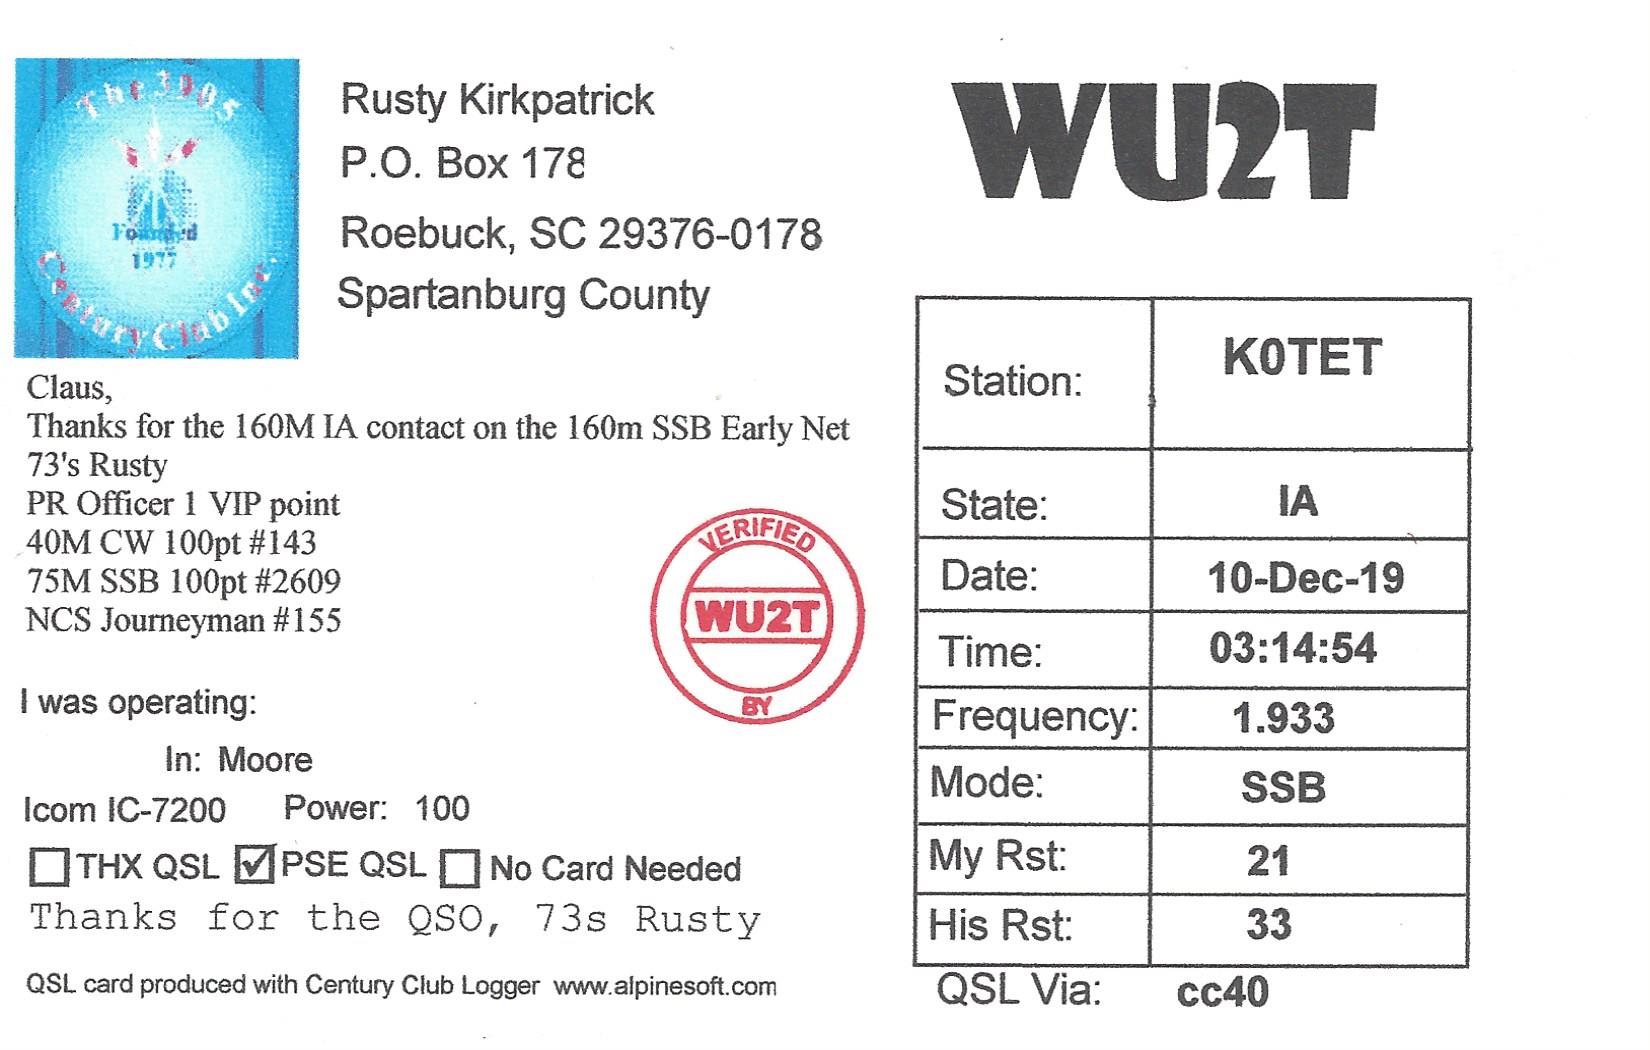 The 3905
Founded
1977
Century Club Inc.
Rusty Kirkpatrick
P.O. Box 178
Roebuck, SC 29376-0178
Spartanburg County
WU2T
Claus,
Thanks for the 160M IA contact on the 160m SSB Early Net
73's Rusty
PR Officer 1 VIP point
40M CW 100pt #143
75M SSB 100pt #2609
NCS Journeyman #155
VERIFIED
WU2T
BY
I was operating:
In: Moore
Icom IC-7200 Power: 100
THX QSL PSE QSL No Card Needed
Thanks for the QSO, 73s Rusty
QSL card produced with Century Club Logger www.alpinesoft.com
Station: K0TET
State: IA
Date: 10-Dec-19
Time: 03:14:54
Frequency: 1.933
Mode: SSB
My Rst: 21
His Rst: 33
QSL Via: cc40